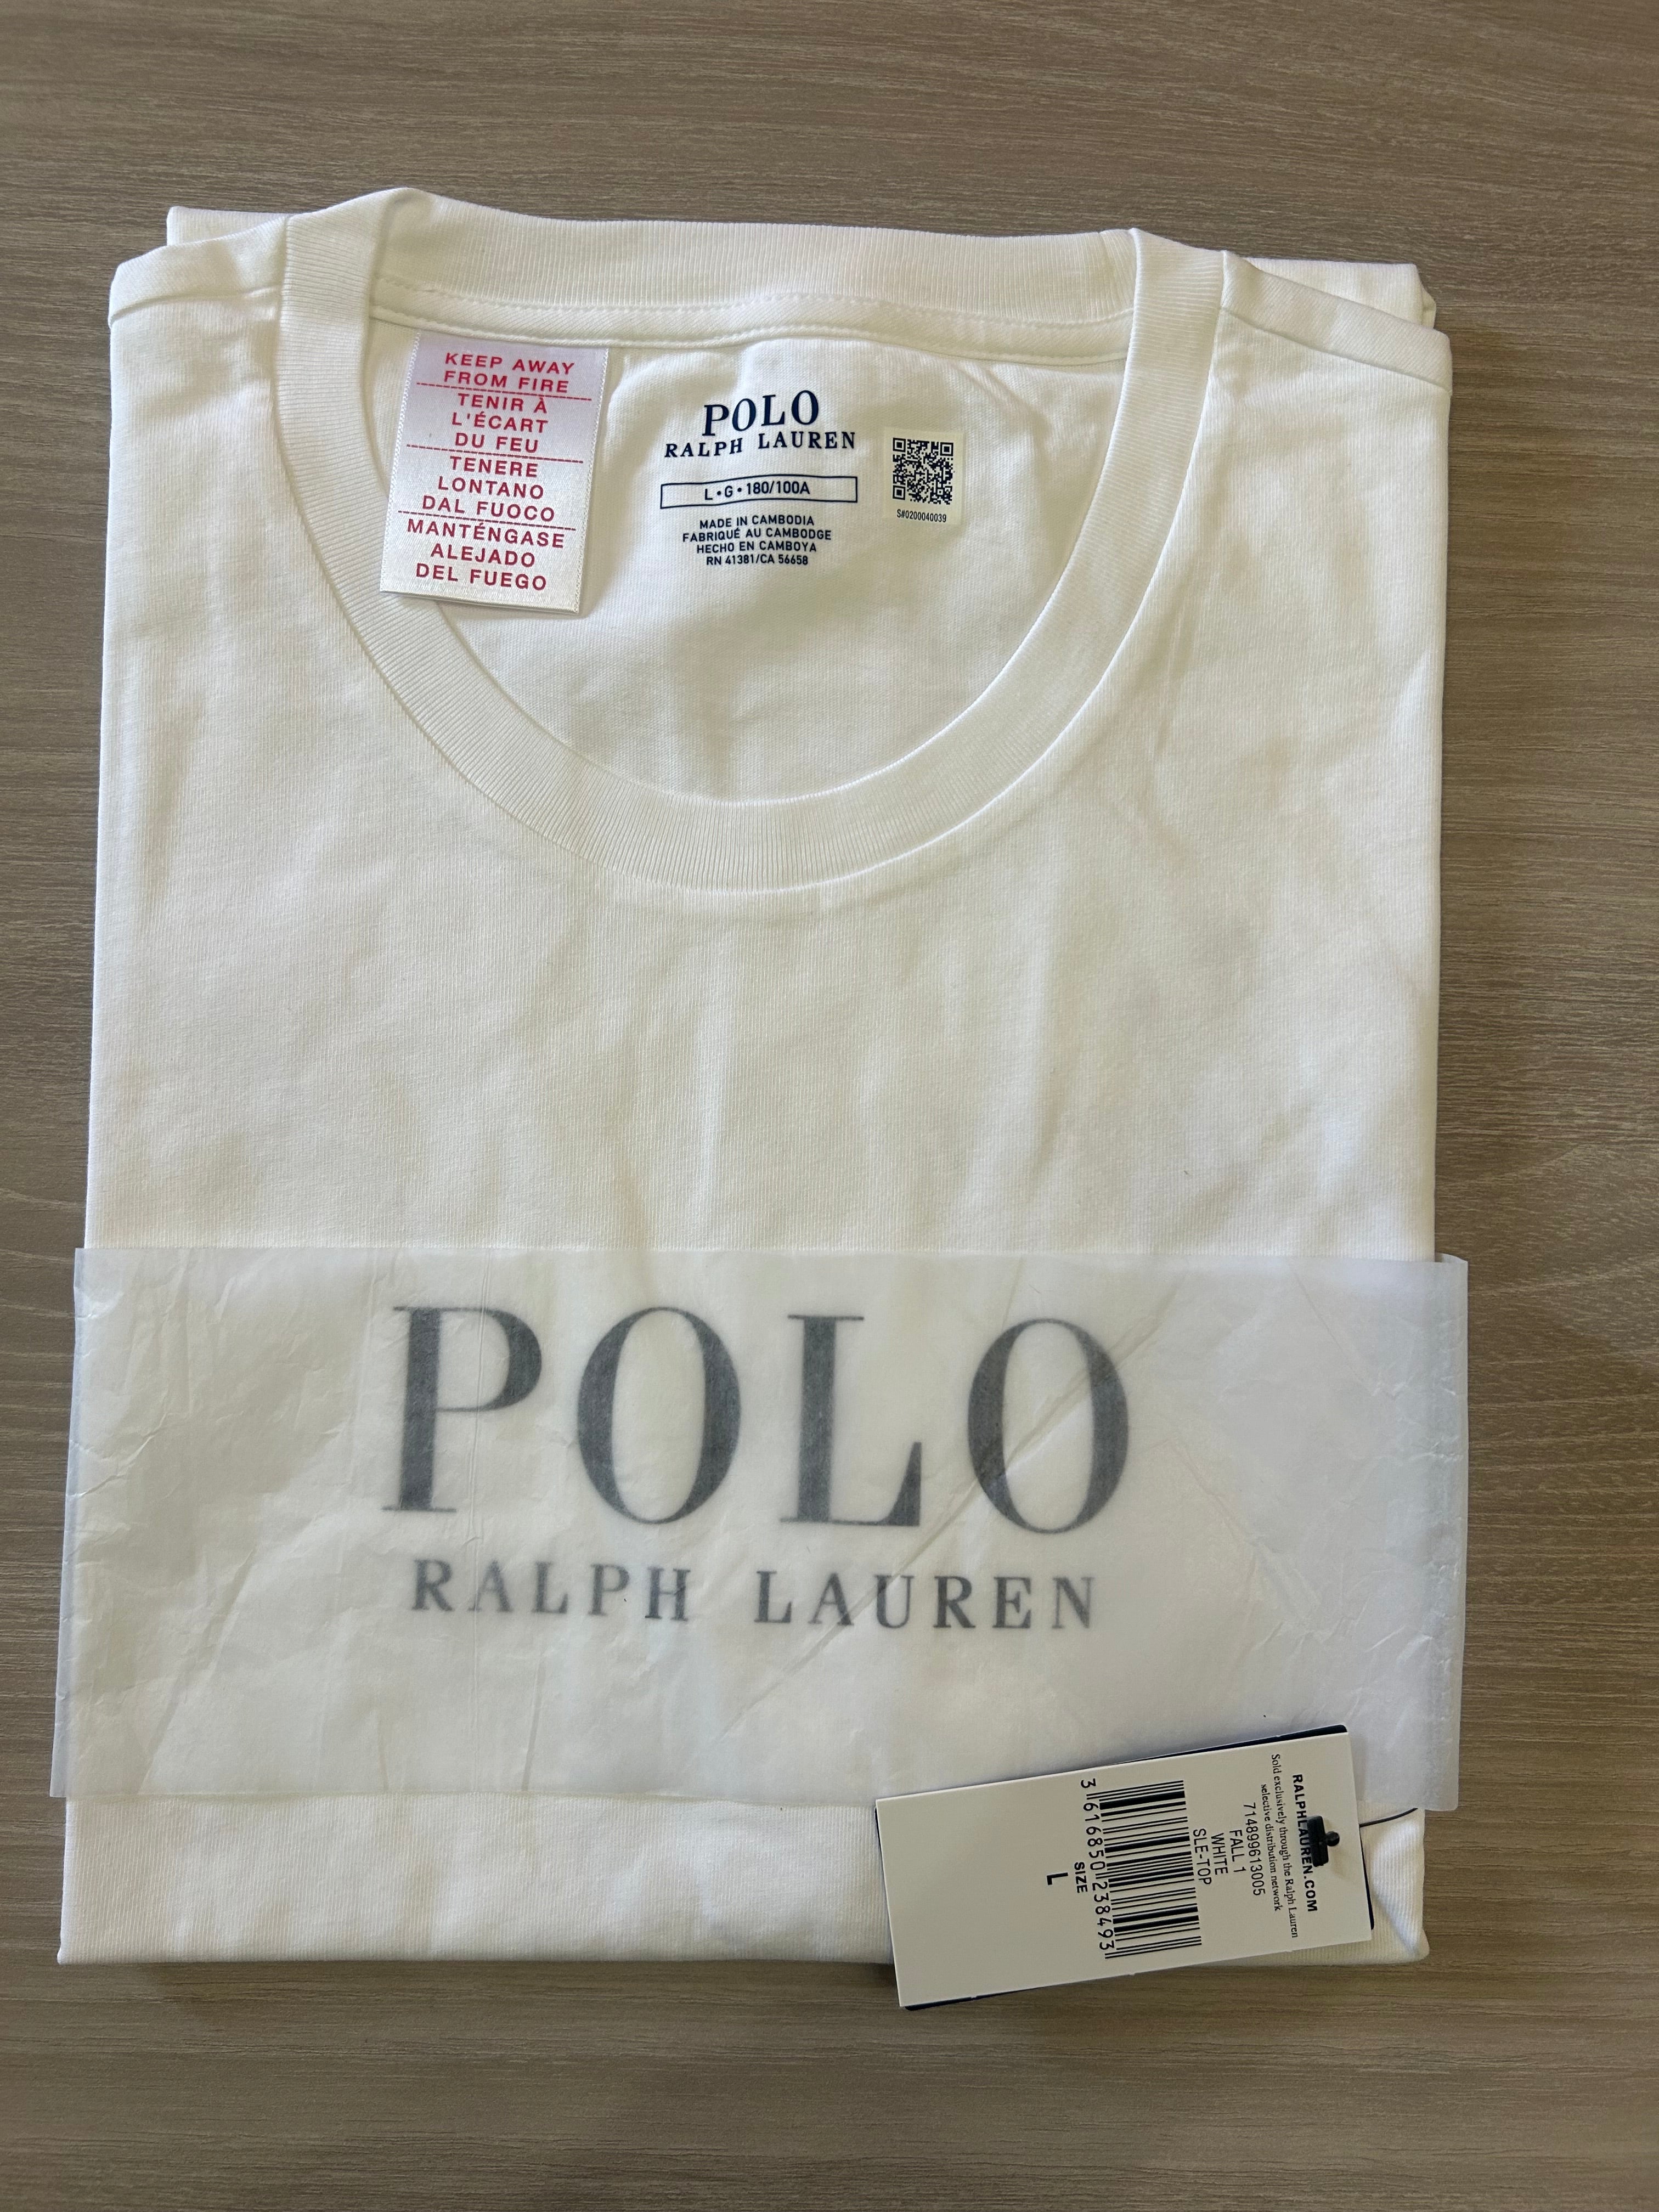 KEEP AWAY
FROM FIRE
TENIR À
L'ÉCART
DU FEU
TENERE
LONTANO
DAL FUOCO
MANTÉNGASE
ALEJADO
DEL FUEGO
POLO
RALPH LAUREN
L•G•180/100A
MADE IN CAMBODIA
FABRIQUÉ AU CAMBODGE
HECHO EN CAMBOYA
RN 41381/CA 56658
S#0200040039
POLO
RALPH LAUREN
RALPHLAUREN.COM
Sold exclusively through the Ralph Lauren
selective distribution network
714899613005
FALL 1
WHITE
SLE-TOP
3616850238493
SIZE
L